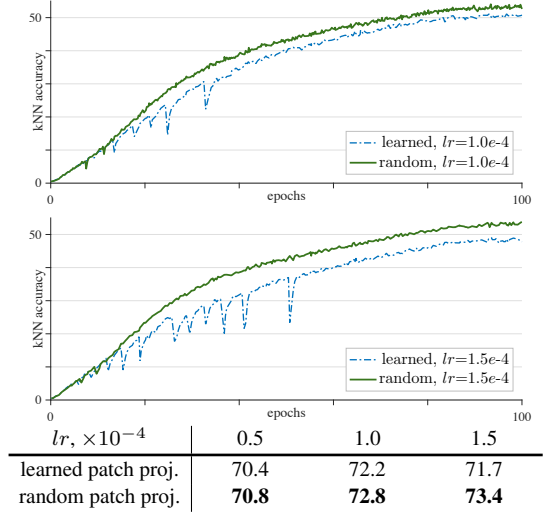 50
kNN accuracy
learned, lr=1.0e-4
random, lr=1.0e-4
0
0
epochs
100
50
kNN accuracy
learned, lr=1.5e-4
random, lr=1.5e-4
0
0
epochs
100
lr, ×10⁻⁴ 0.5 1.0 1.5
learned patch proj. 70.4 72.2 71.7
random patch proj. 70.8 72.8 73.4